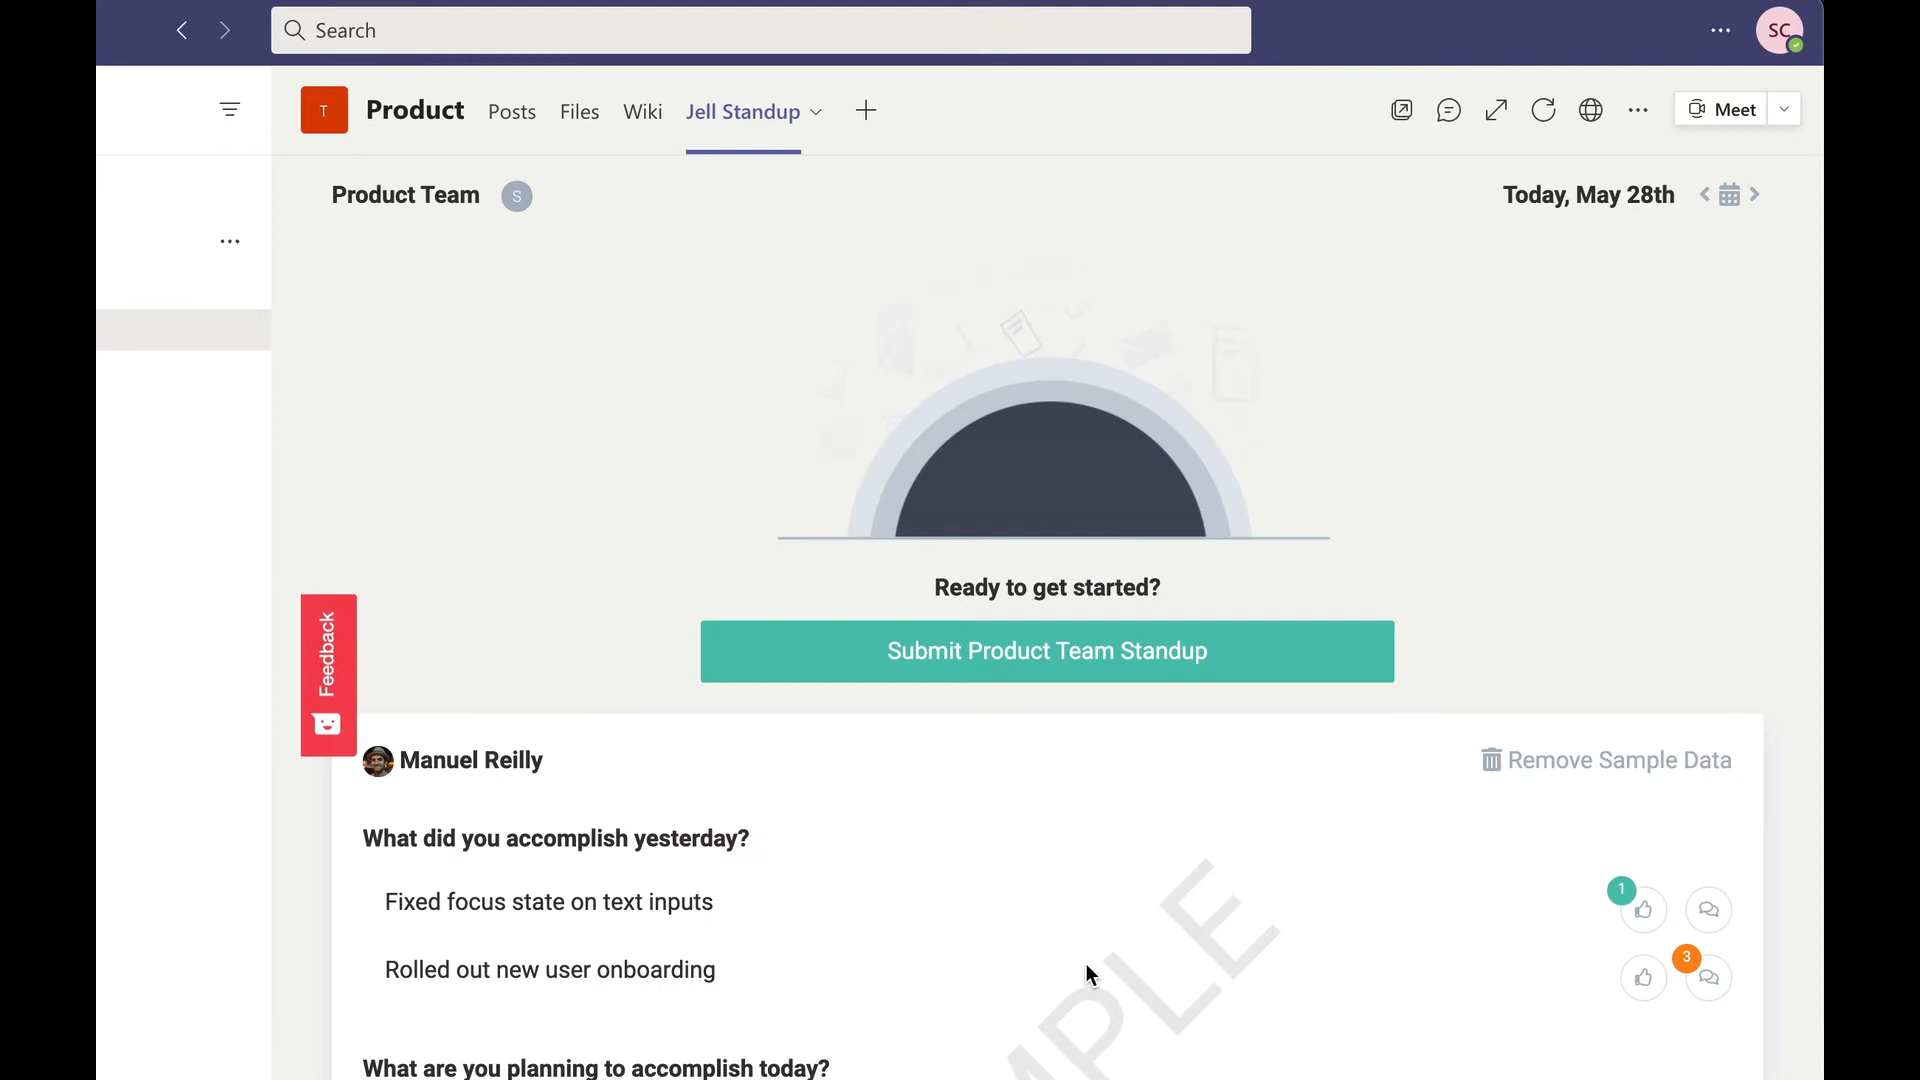 Search
SC
T
Product
Posts
Files
Wiki
Jell Standup
Meet
Product Team
S
Today, May 28th
Ready to get started?
Submit Product Team Standup
Feedback
Manuel Reilly
Remove Sample Data
What did you accomplish yesterday?
Fixed focus state on text inputs
1
Rolled out new user onboarding
3
What are you planning to accomplish today?
MPLE